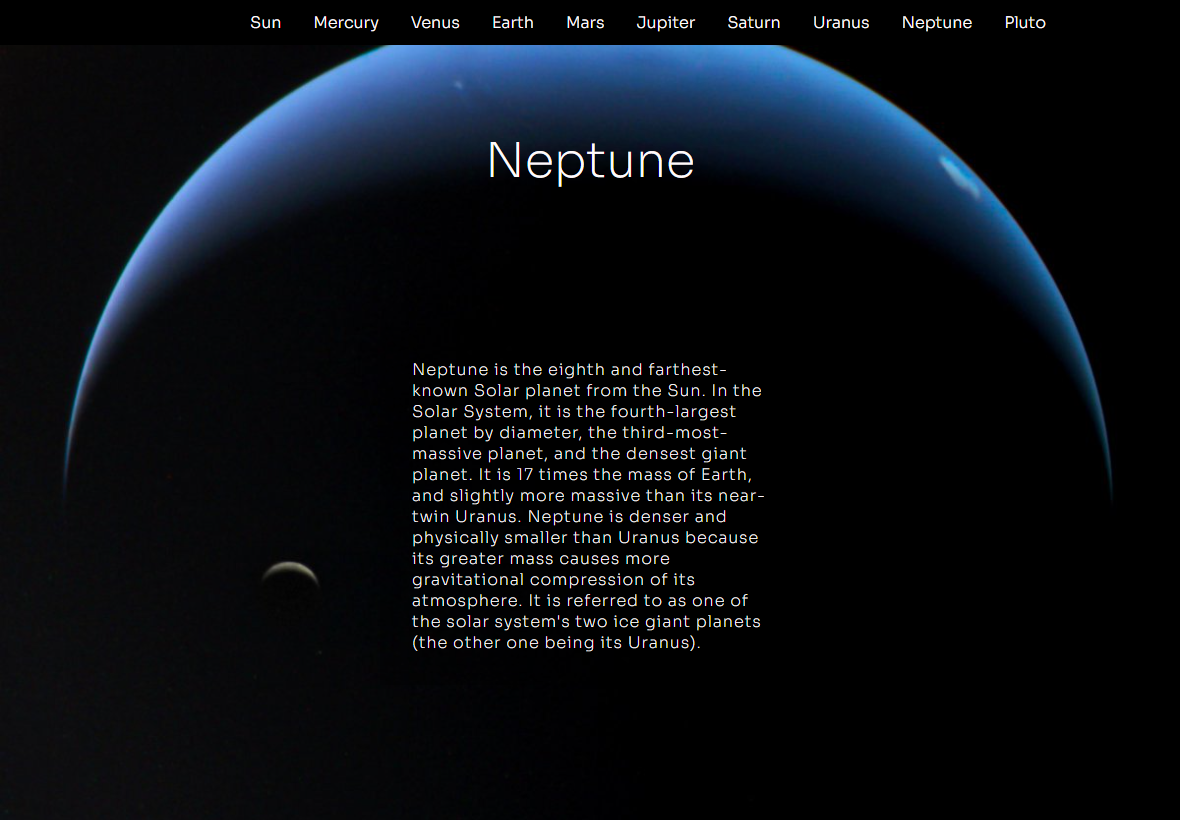 Sun Mercury Venus Earth Mars Jupiter Saturn Uranus Neptune Pluto
Neptune
Neptune is the eighth and farthest-
known Solar planet from the Sun. In the
Solar System, it is the fourth-largest
planet by diameter, the third-most-
massive planet, and the densest giant
planet. It is 17 times the mass of Earth,
and slightly more massive than its near-
twin Uranus. Neptune is denser and
physically smaller than Uranus because
its greater mass causes more
gravitational compression of its
atmosphere. It is referred to as one of
the solar system's two ice giant planets
(the other one being its Uranus).